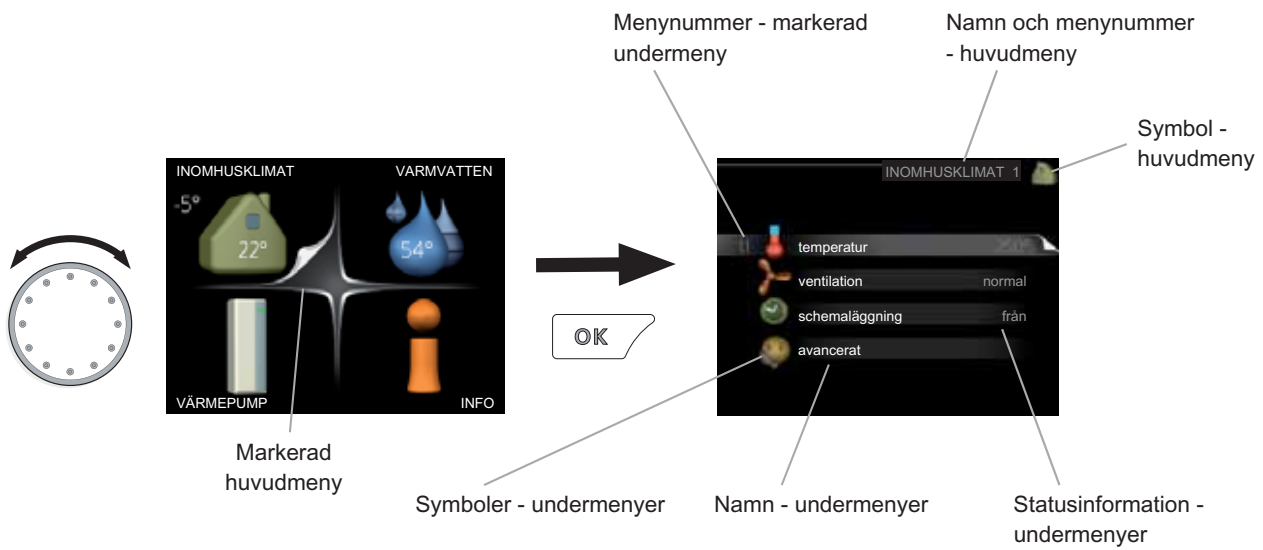 Menynummer - markerad
undermeny
Namn och menynummer
- huvudmeny
Symbol -
huvudmeny
INOMHUSKLIMAT
VARMVATTEN
-5°
22°
54°
VÄRMEPUMP
INFO
Markerad
huvudmeny
OK
INOMHUSKLIMAT 1
temperatur
ventilation normal
schemaläggning från
avancerat
Symboler - undermenyer
Namn - undermenyer
Statusinformation -
undermenyer